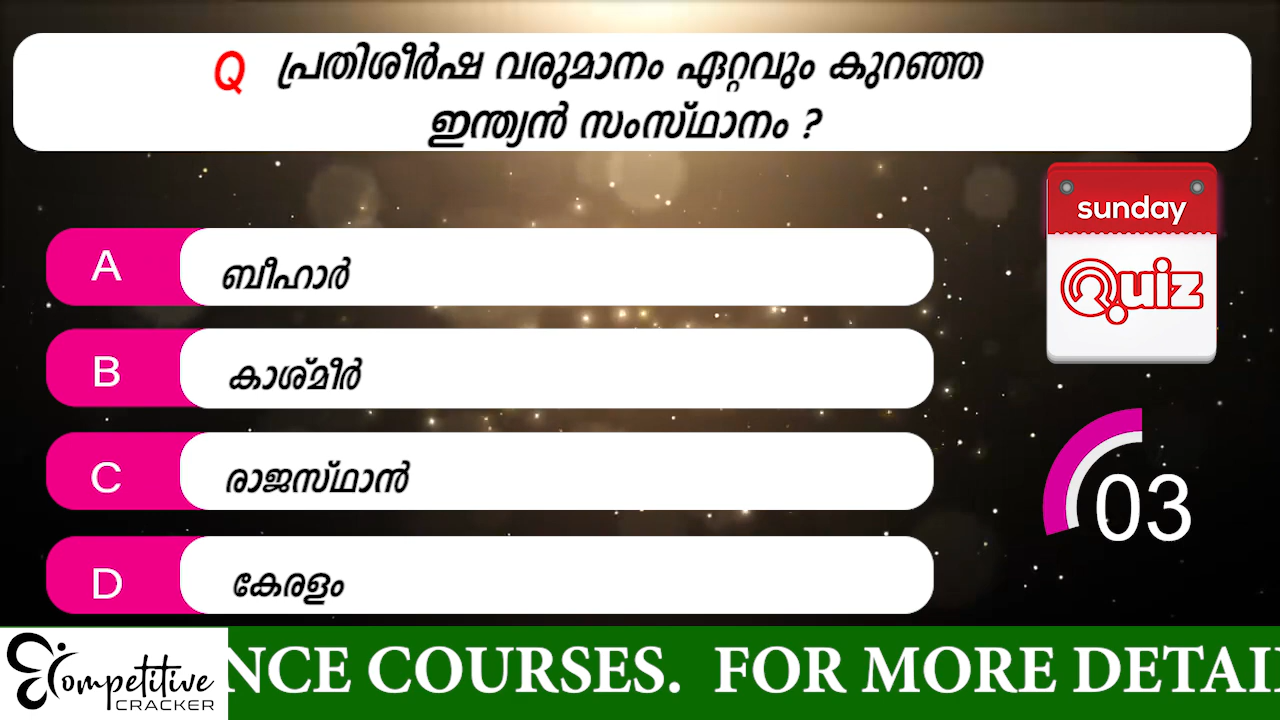 Q പ്രതിശീർഷ വരുമാനം ഏറ്റവും കുറഞ്ഞ
ഇന്ത്യൻ സംസ്ഥാനം ?
sunday
Quiz
A ബീഹാർ
B കാശ്മീർ
C രാജസ്ഥാൻ
03
D കേരളം
Competitive
CRACKER
NCE COURSES. FOR MORE DETAI